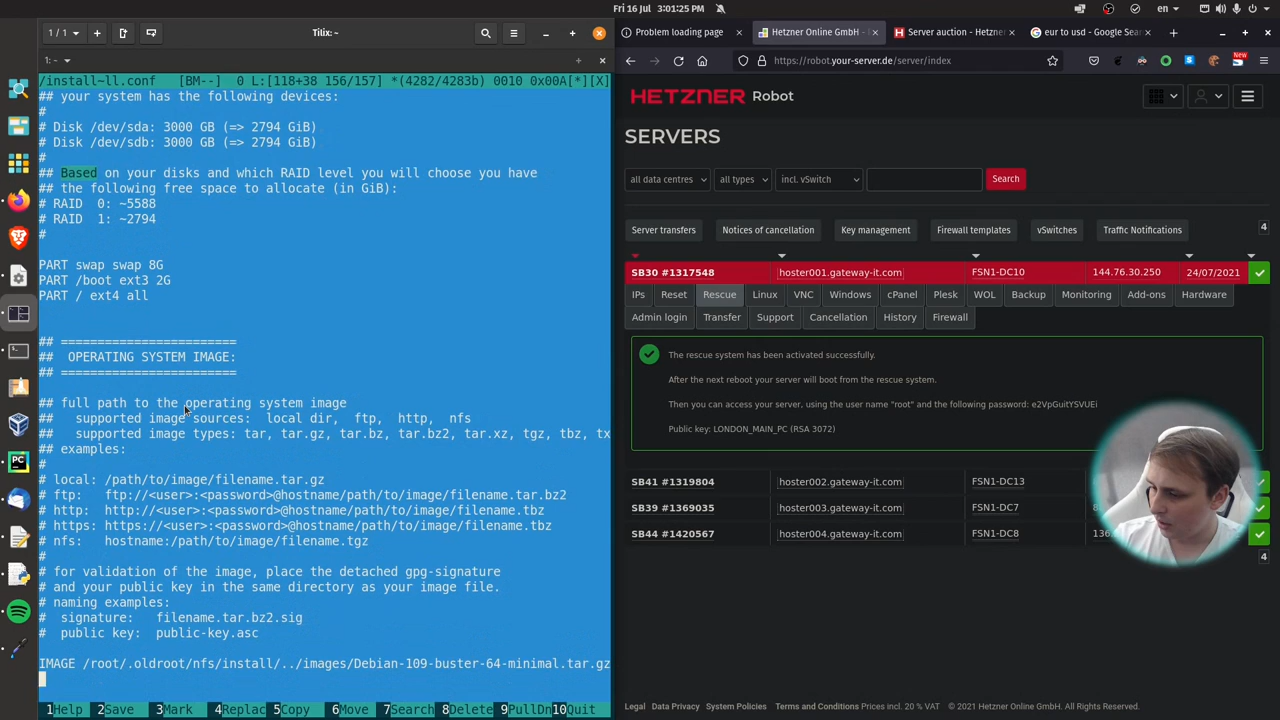 Fri 16 Jul 3:01:25 PM
en
1 / 1
Tilix: ~
1: ~
/install~ll.conf [BM--] 0 L:[118+38 156/157] *(4282/4283b) 0010 0x00A[*][X]
## your system has the following devices:
#
# Disk /dev/sda: 3000 GB (=> 2794 GiB)
# Disk /dev/sdb: 3000 GB (=> 2794 GiB)
#
## Based on your disks and which RAID level you will choose you have
## the following free space to allocate (in GiB):
# RAID 0: ~5588
# RAID 1: ~2794
#
PART swap swap 8G
PART /boot ext3 2G
PART / ext4 all
## ========================
## OPERATING SYSTEM IMAGE:
## ========================
## full path to the operating system image
## supported image sources: local dir, ftp, http, nfs
## supported image types: tar, tar.gz, tar.bz, tar.bz2, tar.xz, tgz, tbz, tx
## examples:
#
# local: /path/to/image/filename.tar.gz
# ftp: ftp://<user>:<password>@hostname/path/to/image/filename.tar.bz2
# http: http://<user>:<password>@hostname/path/to/image/filename.tbz
# https: https://<user>:<password>@hostname/path/to/image/filename.tbz
# nfs: hostname:/path/to/image/filename.tgz
#
# for validation of the image, place the detached gpg-signature
# and your public key in the same directory as your image file.
# naming examples:
# signature: filename.tar.bz2.sig
# public key: public-key.asc
IMAGE /root/.oldroot/nfs/install/../images/Debian-109-buster-64-minimal.tar.gz
1Help 2Save 3Mark 4Replac 5Copy 6Move 7Search 8Delete 9PullDn 10Quit
Problem loading page
Hetzner Online GmbH -
Server auction - Hetzner
eur to usd - Google Sea
https://robot.your-server.de/server/index
New
HETZNER Robot
SERVERS
all data centres
all types
incl. vSwitch
Search
Server transfers
Notices of cancellation
Key management
Firewall templates
vSwitches
Traffic Notifications
4
SB30 #1317548 hoster001.gateway-it.com FSN1-DC10 144.76.30.250 24/07/2021
IPs Reset Rescue Linux VNC Windows cPanel Plesk WOL Backup Monitoring Add-ons Hardware
Admin login Transfer Support Cancellation History Firewall
The rescue system has been activated successfully.
After the next reboot your server will boot from the rescue system.
Then you can access your server, using the user name "root" and the following password: e2VpGuitYSVUEi
Public key: LONDON_MAIN_PC (RSA 3072)
SB41 #1319804 hoster002.gateway-it.com FSN1-DC13
SB39 #1369035 hoster003.gateway-it.com FSN1-DC7
SB44 #1420567 hoster004.gateway-it.com FSN1-DC8
4
Legal Data Privacy System Policies Terms and Conditions Prices incl. 20 % VAT © 2021 Hetzner Online GmbH. All Rights Reserved.